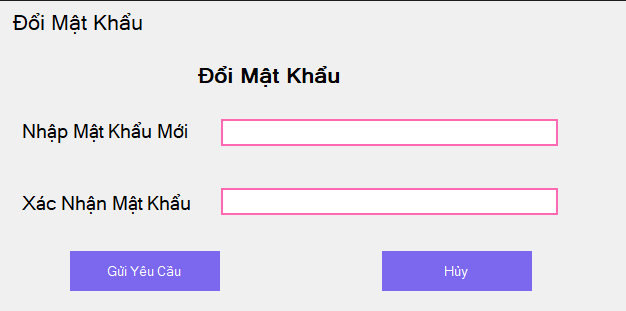 Đổi Mật Khẩu
Đổi Mật Khẩu
Nhập Mật Khẩu Mới
Xác Nhận Mật Khẩu
Gửi Yêu Cầu
Hủy